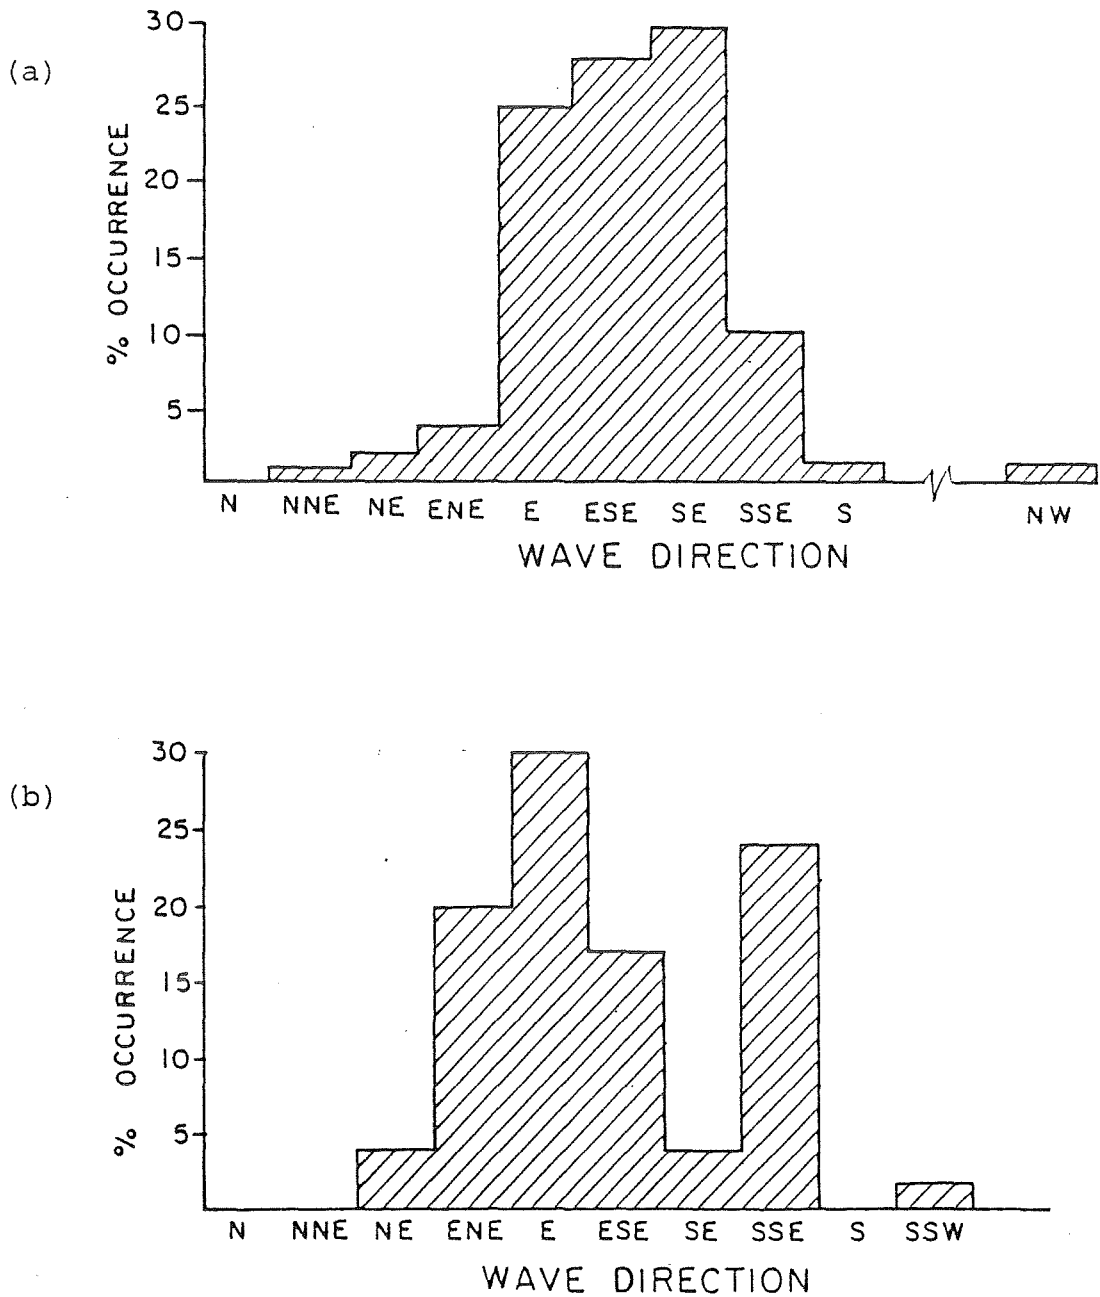 (a)
% OCCURRENCE
30
25
20
15
10
5
N NNE NE ENE E ESE SE SSE S NW
WAVE DIRECTION
(b)
% OCCURRENCE
30
25
20
15
10
5
N NNE NE ENE E ESE SE SSE S SSW
WAVE DIRECTION